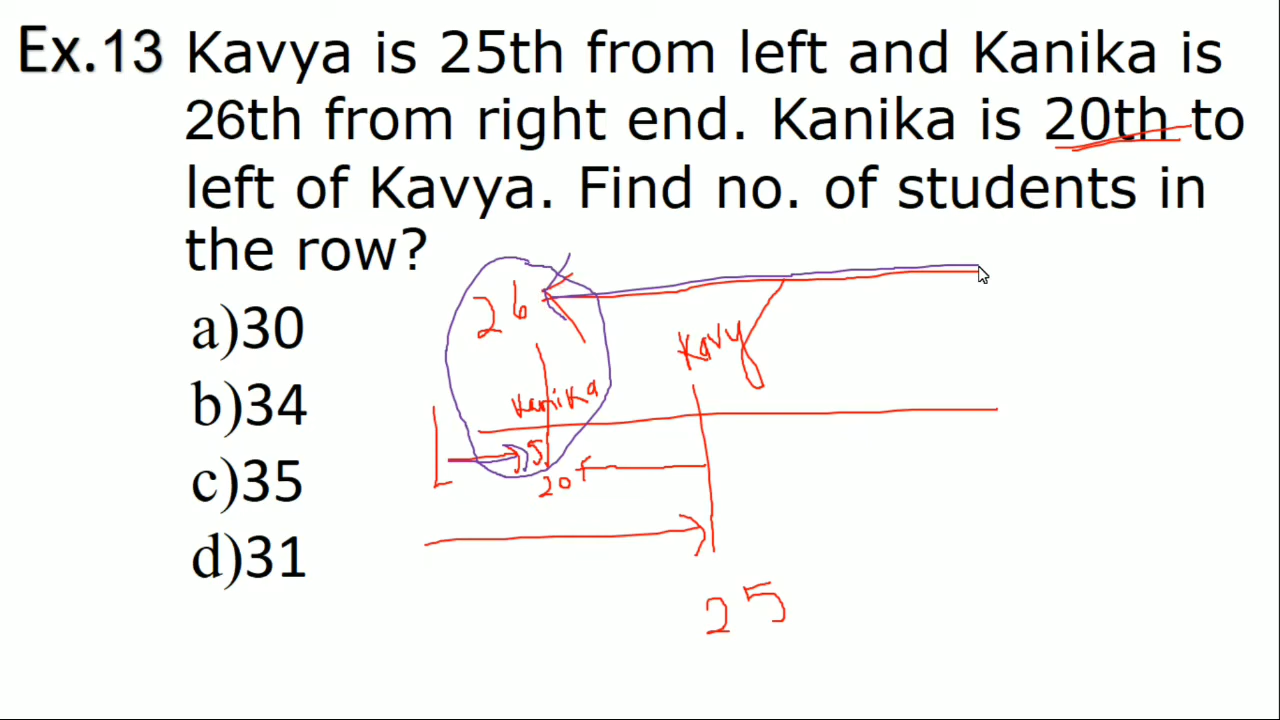 Ex.13 Kavya is 25th from left and Kanika is
26th from right end. Kanika is 20th to
left of Kavya. Find no. of students in
the row?
a)30
b)34
c)35
d)31
26
Kavy
Kanika
5
20
25